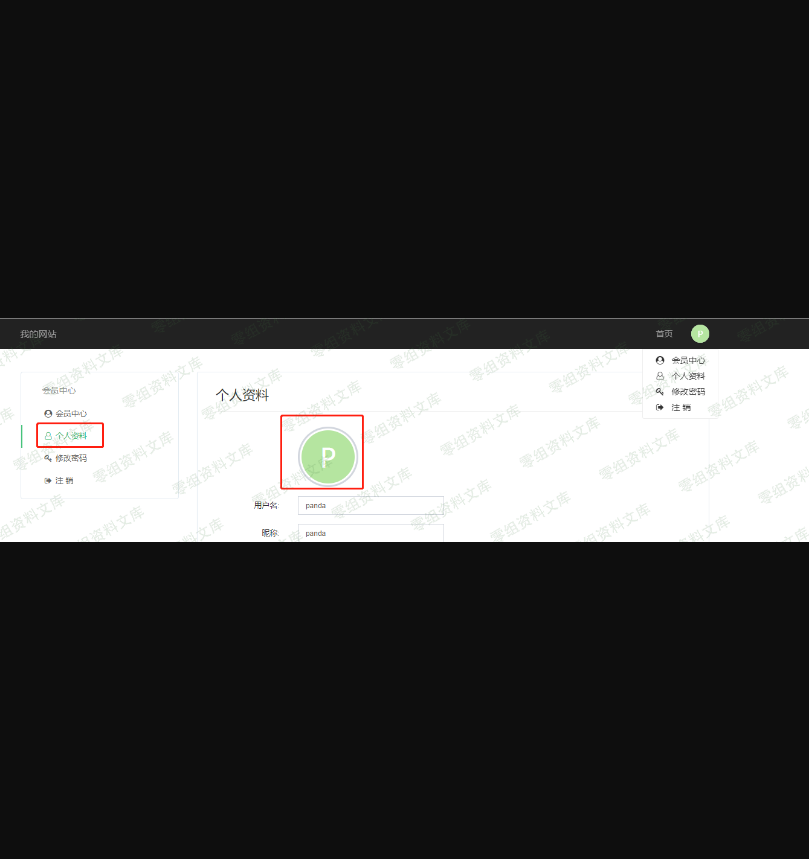 我的网站
首页
P
会员中心
个人资料
修改密码
注 销
会员中心
会员中心
个人资料
修改密码
注 销
个人资料
P
用户名:
panda
昵称:
panda
零组资料文库